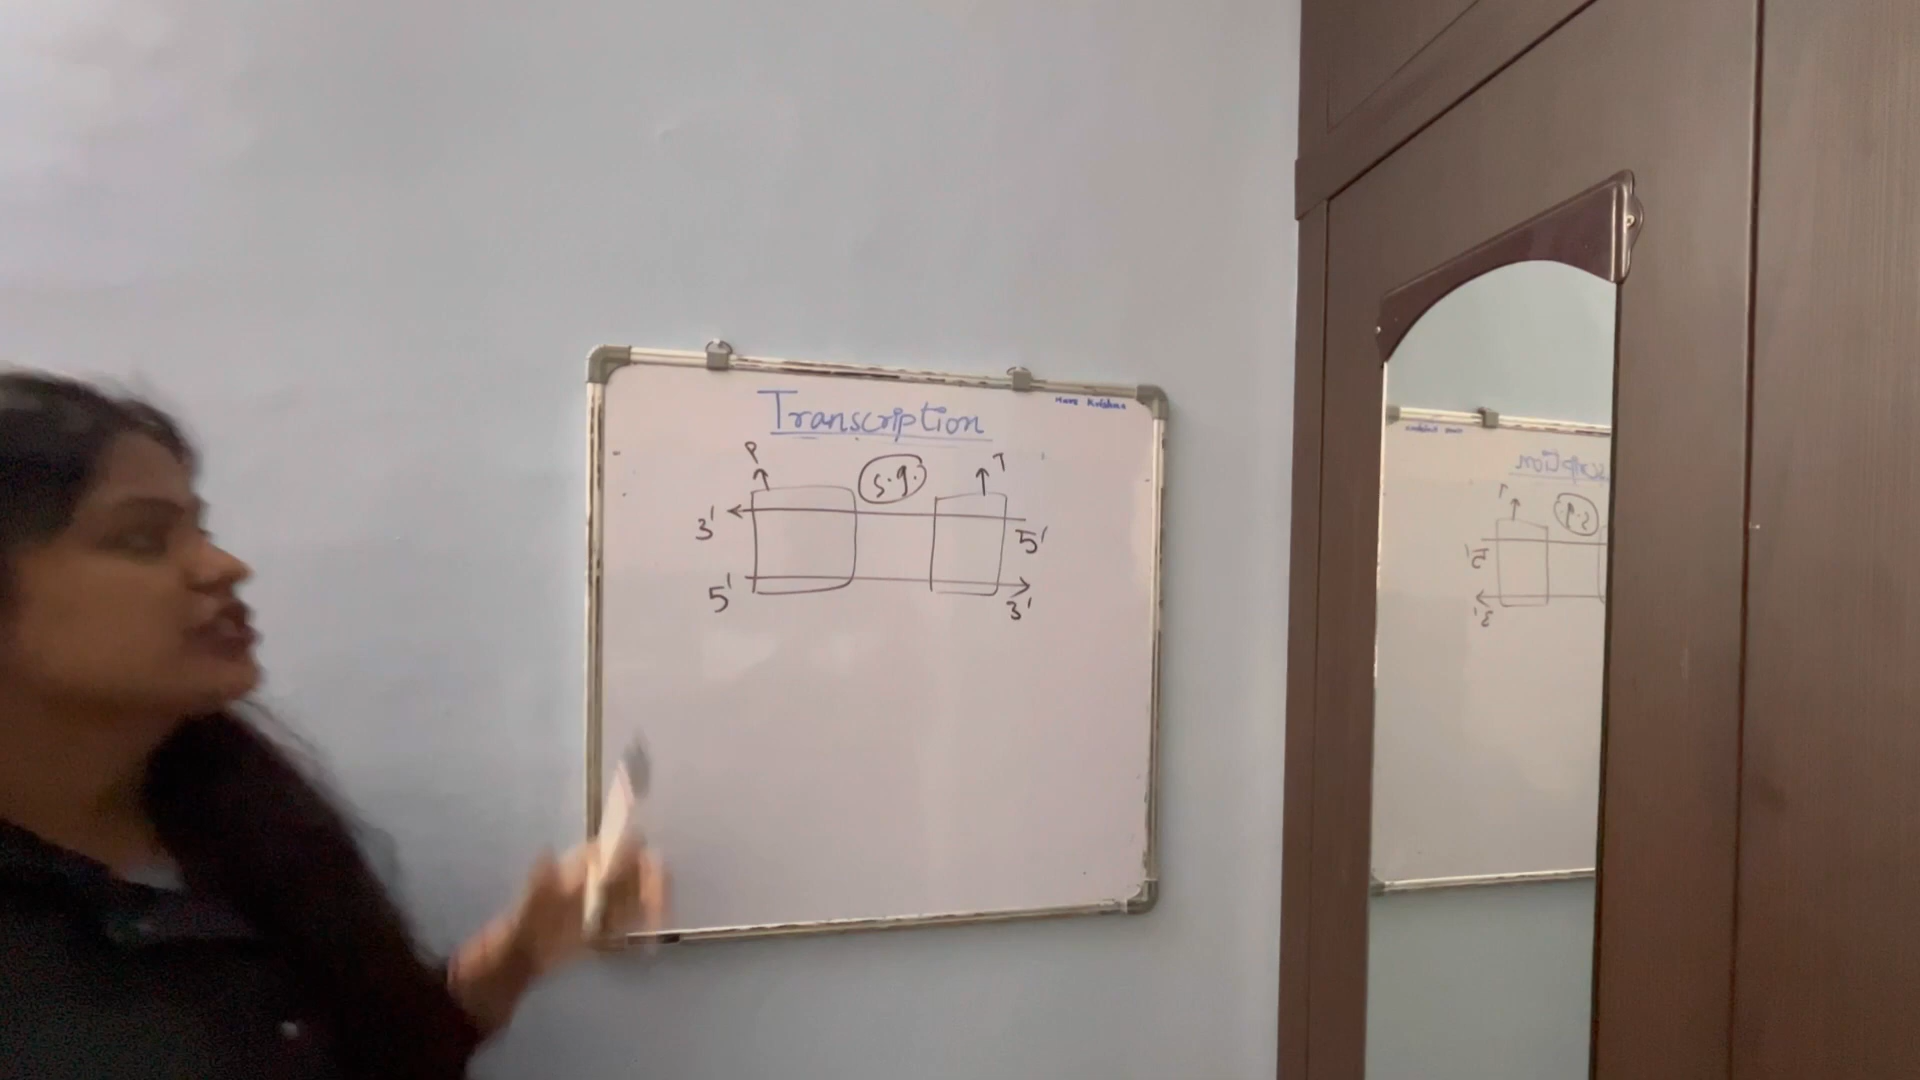 Hare Krishna
Transcription
P
S.g.
T
3'
5'
5'
3'